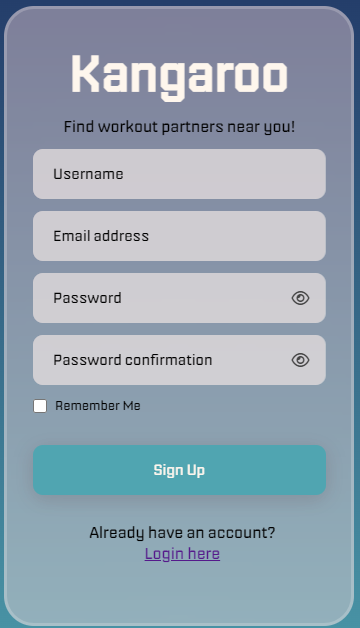 Kangaroo
Find workout partners near you!
Username
Email address
Password
Password confirmation
Remember Me
Sign Up
Already have an account?
Login here